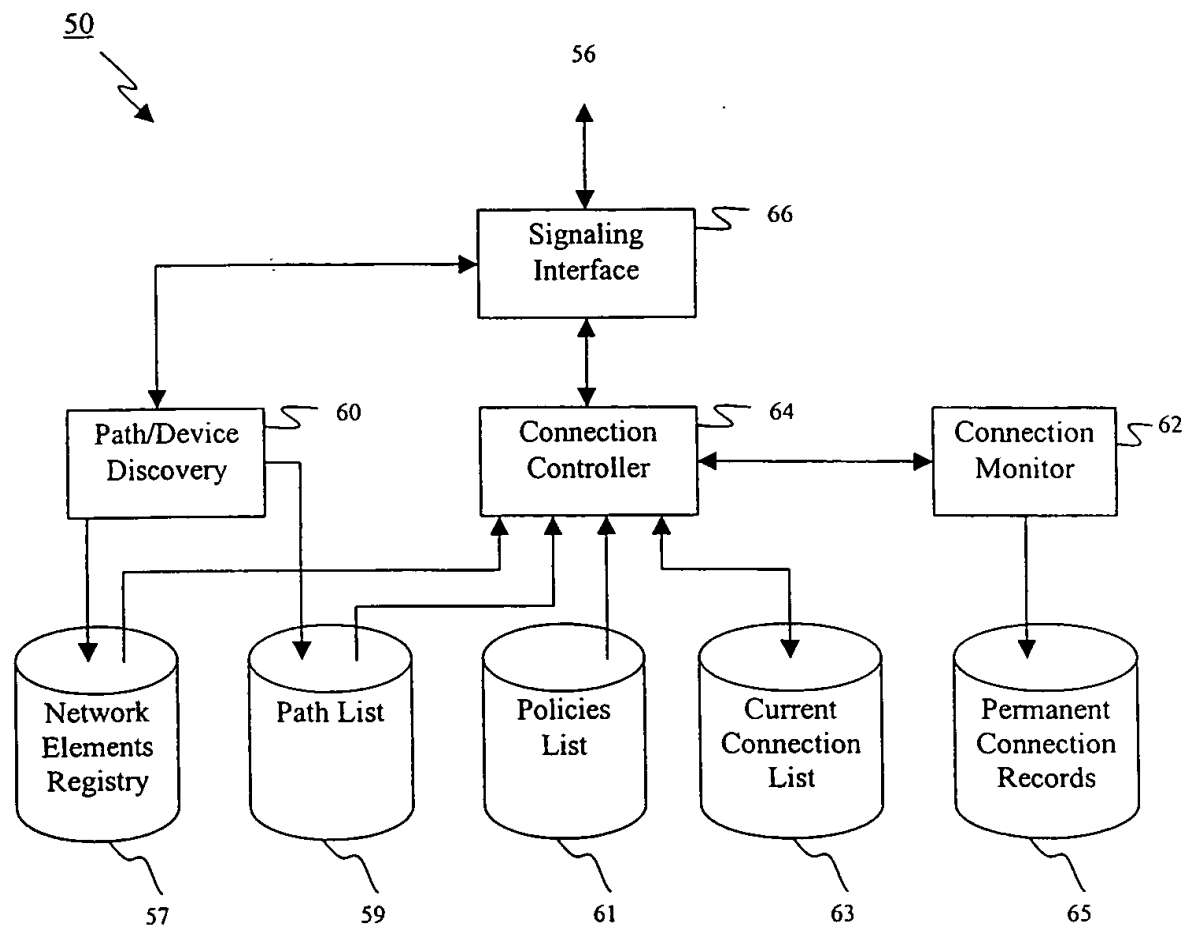 50
56
66
Signaling
Interface
60
64
62
Path/Device
Discovery
Connection
Controller
Connection
Monitor
Network
Elements
Registry
Path List
Policies
List
Current
Connection
List
Permanent
Connection
Records
57
59
61
63
65